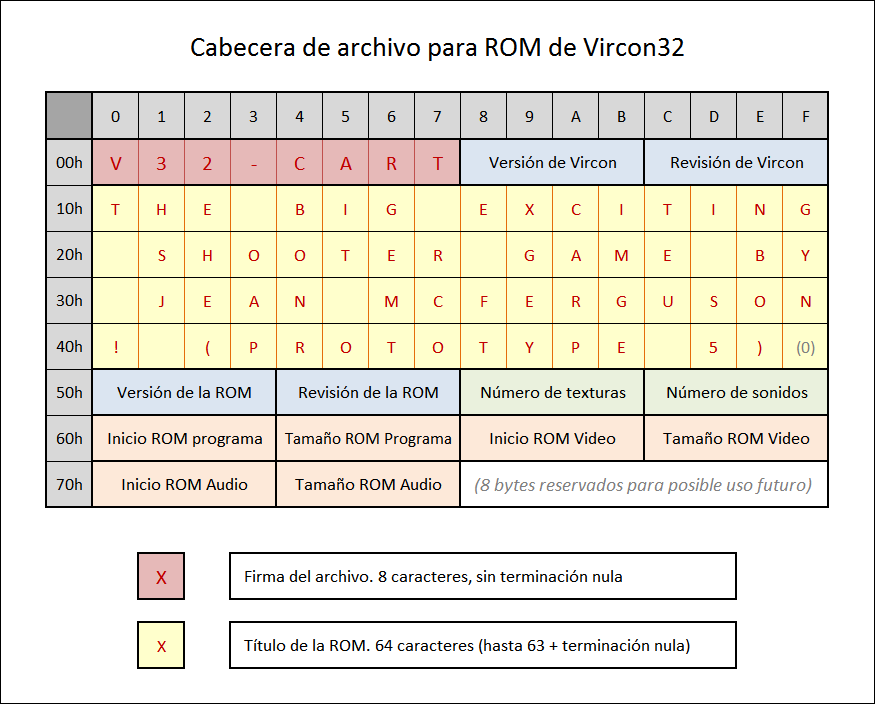 Cabecera de archivo para ROM de Vircon32
0 1 2 3 4 5 6 7 8 9 A B C D E F
00h V 3 2 - C A R T Versión de Vircon Revisión de Vircon
10h T H E B I G E X C I T I N G
20h S H O O T E R G A M E B Y
30h J E A N M C F E R G U S O N
40h ! ( P R O T O T Y P E 5 ) (0)
50h Versión de la ROM Revisión de la ROM Número de texturas Número de sonidos
60h Inicio ROM programa Tamaño ROM Programa Inicio ROM Video Tamaño ROM Video
70h Inicio ROM Audio Tamaño ROM Audio (8 bytes reservados para posible uso futuro)
X Firma del archivo. 8 caracteres, sin terminación nula
X Título de la ROM. 64 caracteres (hasta 63 + terminación nula)